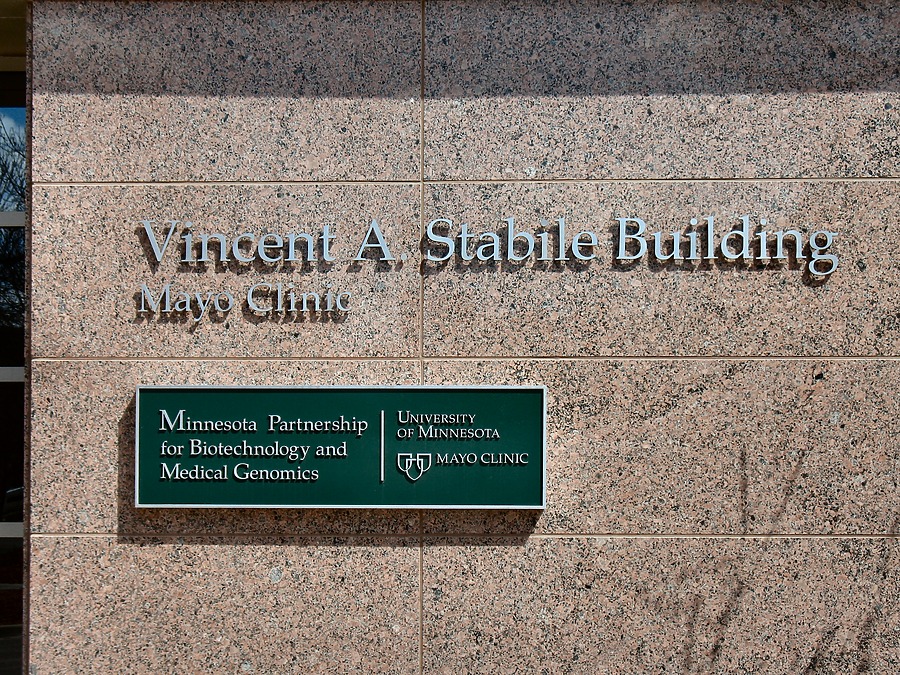 Vincent A. Stabile Building
Mayo Clinic
Minnesota Partnership
for Biotechnology and
Medical Genomics
University
of Minnesota
MAYO CLINIC